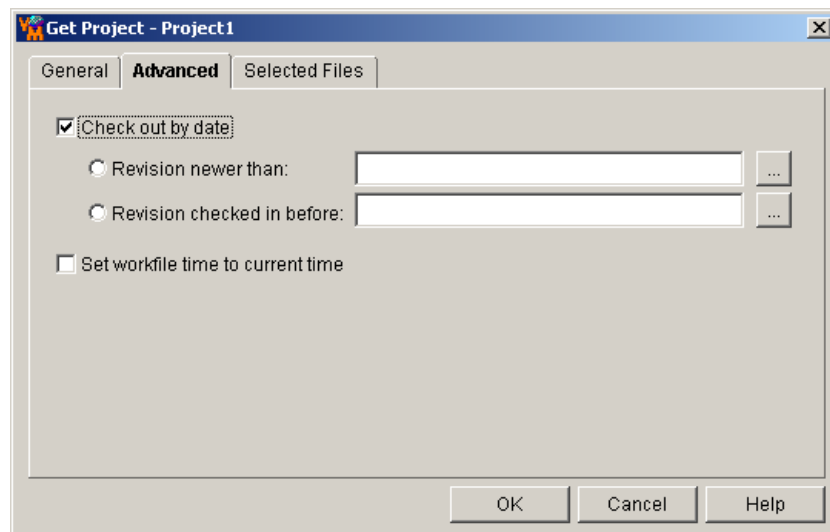 Get Project - Project1
General Advanced Selected Files
Check out by date
Revision newer than: ...
Revision checked in before: ...
Set workfile time to current time
OK Cancel Help